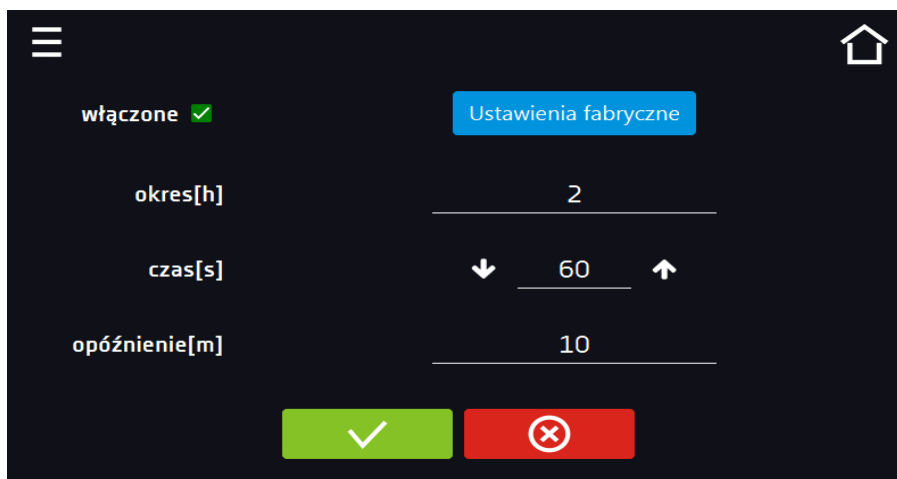 włączone Ustawienia fabryczne
okres[h] 2
czas[s] 60
opóźnienie[m] 10